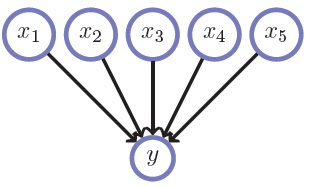 x₁ x₂ x₃ x₄ x₅
y